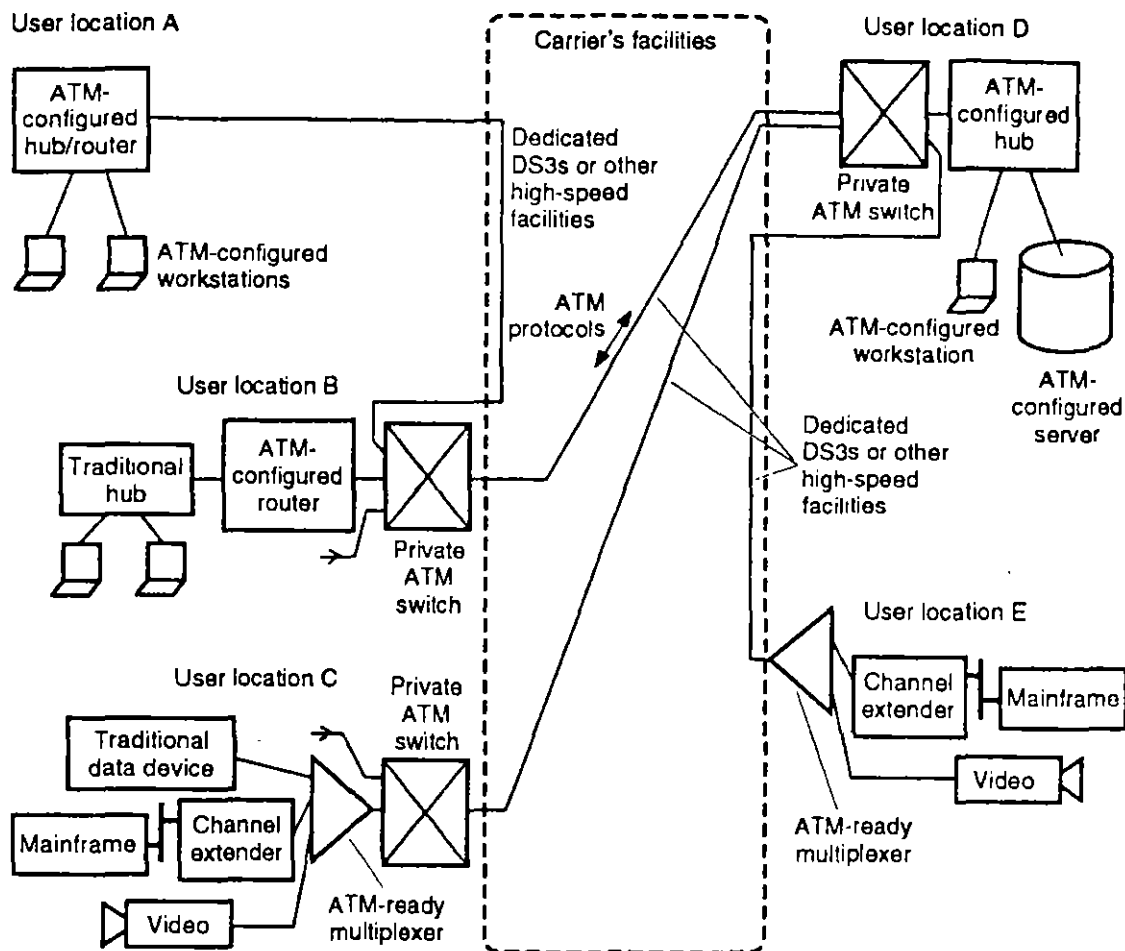 User location A
ATM-
configured
hub/router
ATM-configured
workstations
Carrier's facilities
Dedicated
DS3s or other
high-speed
facilities
User location D
ATM-
configured
hub
Private
ATM switch
ATM-configured
workstation
ATM-
configured
server
ATM
protocols
User location B
Traditional
hub
ATM-
configured
router
Private
ATM
switch
Dedicated
DS3s or other
high-speed
facilities
User location C
Private
ATM
switch
Traditional
data device
Mainframe
Channel
extender
Video
ATM-ready
multiplexer
User location E
Channel
extender
Mainframe
Video
ATM-ready
multiplexer